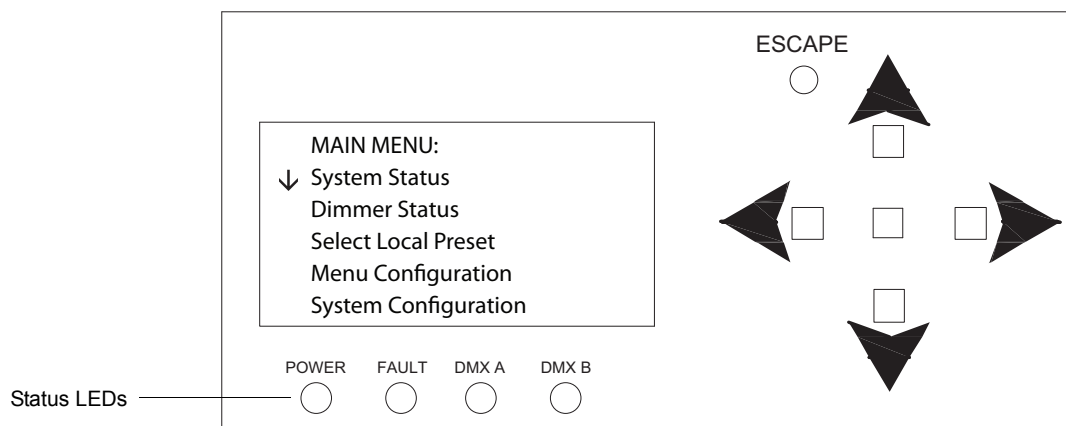 ESCAPE
MAIN MENU:
System Status
Dimmer Status
Select Local Preset
Menu Configuration
System Configuration
POWER FAULT DMX A DMX B
Status LEDs